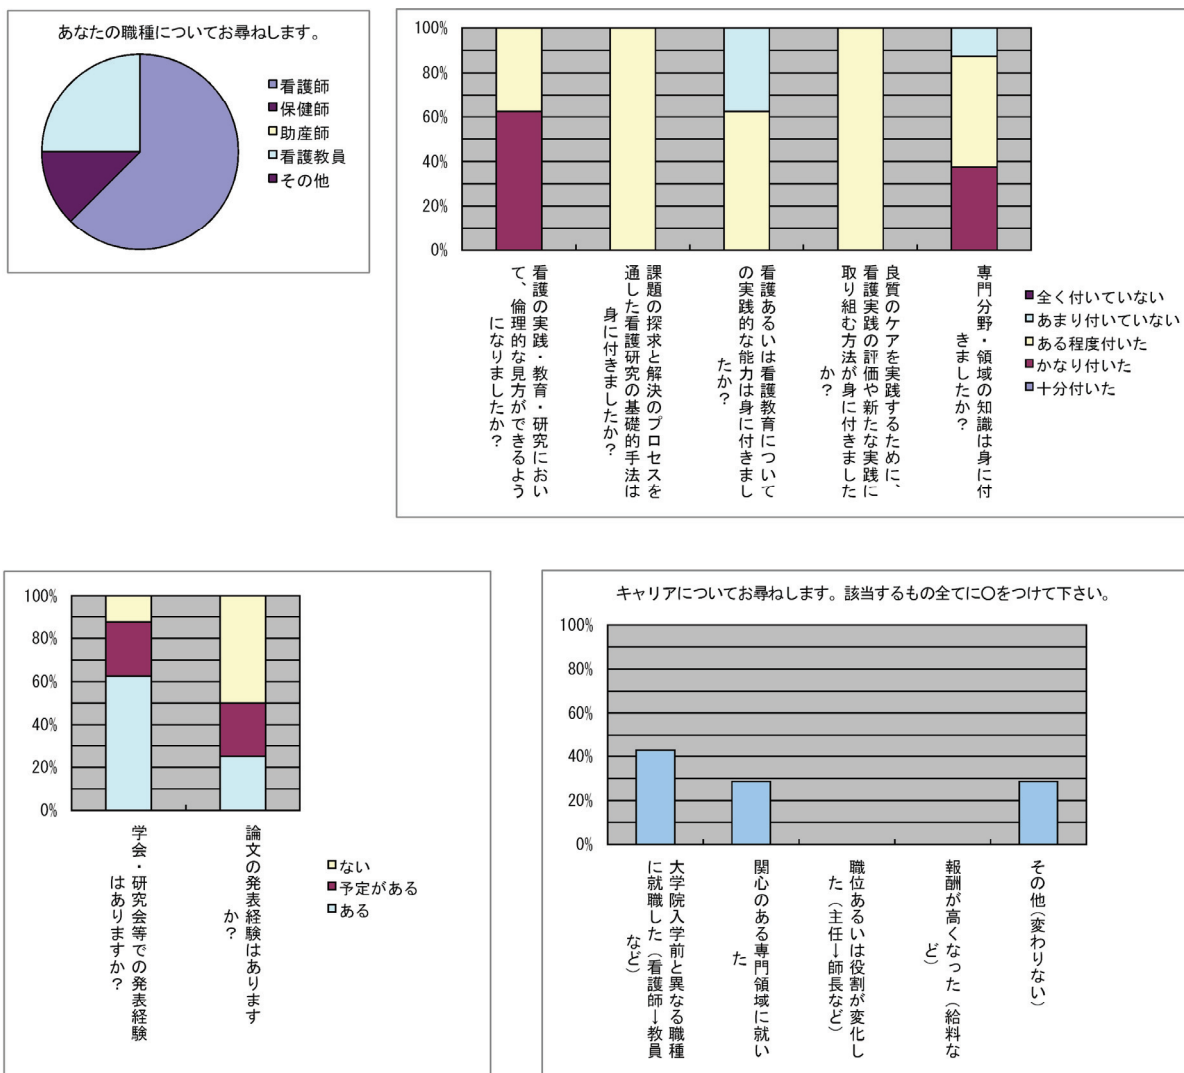 あなたの職種についてお尋ねします。
看護師
保健師
助産師
看護教員
その他
100%
80%
60%
40%
20%
0%
看護の実践・教育・研究におい
て、倫理的な見方ができるよう
になりましたか？
課題の探求と解決のプロセスを
通した看護研究の基礎的手法は
身に付きましたか？
看護あるいは看護教育について
の実践的な能力は身に付きまし
たか？
良質のケアを実践するために、
看護実践の評価や新たな実践に
取り組む方法が身に付きました
か？
専門分野・領域の知識は身に付
きましたか？
全く付いていない
あまり付いていない
ある程度付いた
かなり付いた
十分付いた
100%
80%
60%
40%
20%
0%
学会・研究会等での発表経験
はありますか？
論文の発表経験はあります
か？
ない
予定がある
ある
キャリアについてお尋ねします。該当するもの全てに〇をつけて下さい。
100%
80%
60%
40%
20%
0%
大学院入学前と異なる職種
に就職した（看護師→教員
など）
関心のある専門領域に就い
た
職位あるいは役割が変化し
た（主任→師長など）
報酬が高くなった（給料な
ど）
その他（変わりない）